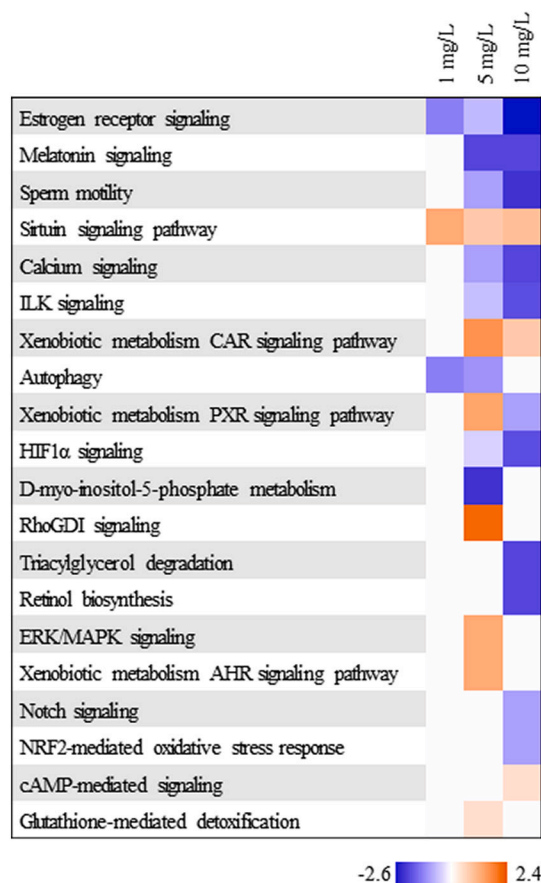 1 mg/L
5 mg/L
10 mg/L
Estrogen receptor signaling
Melatonin signaling
Sperm motility
Sirtuin signaling pathway
Calcium signaling
ILK signaling
Xenobiotic metabolism CAR signaling pathway
Autophagy
Xenobiotic metabolism PXR signaling pathway
HIF1α signaling
D-myo-inositol-5-phosphate metabolism
RhoGDI signaling
Triacylglycerol degradation
Retinol biosynthesis
ERK/MAPK signaling
Xenobiotic metabolism AHR signaling pathway
Notch signaling
NRF2-mediated oxidative stress response
cAMP-mediated signaling
Glutathione-mediated detoxification
-2.6 2.4